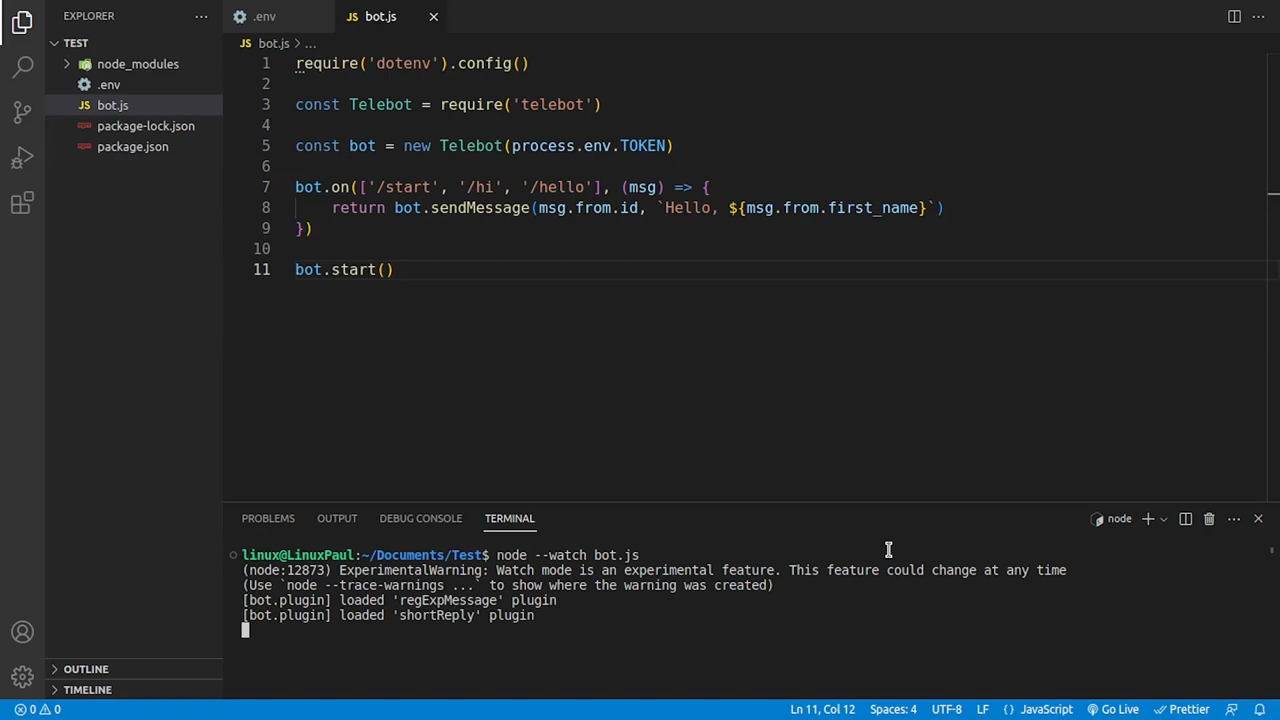 EXPLORER
TEST
node_modules
.env
bot.js
package-lock.json
package.json
OUTLINE
TIMELINE
.env
JS bot.js
JS bot.js > ...
1 require('dotenv').config()
2
3 const Telebot = require('telebot')
4
5 const bot = new Telebot(process.env.TOKEN)
6
7 bot.on(['/start', '/hi', '/hello'], (msg) => {
8 return bot.sendMessage(msg.from.id, `Hello, ${msg.from.first_name}`)
9 })
10
11 bot.start()
PROBLEMS OUTPUT DEBUG CONSOLE TERMINAL
node
linux@LinuxPaul:~/Documents/Test$ node --watch bot.js
(node:12873) ExperimentalWarning: Watch mode is an experimental feature. This feature could change at any time
(Use `node --trace-warnings ...` to show where the warning was created)
[bot.plugin] loaded 'regExpMessage' plugin
[bot.plugin] loaded 'shortReply' plugin
0 0 Ln 11, Col 12 Spaces: 4 UTF-8 LF {} JavaScript Go Live Prettier